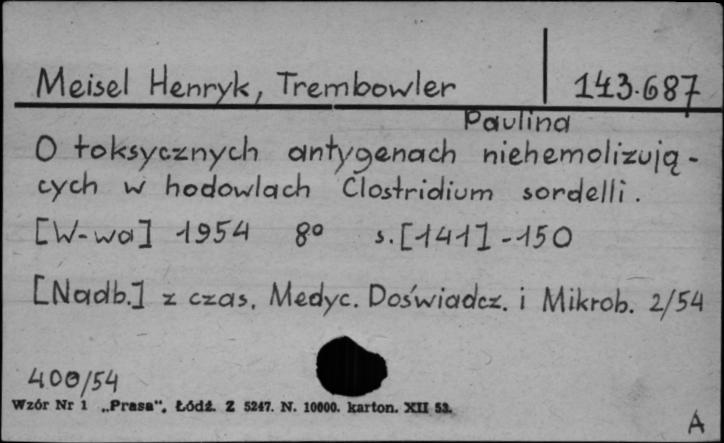 Meisel Henryk, Trembowler 143.687
Paulina
O toksycznych antygenach niehemolizują-
cych w hodowlach Clostridium sordelli.
[W-wa] 1954 8° s.[141]-150
[Nadb.] z czas. Medyc. Doświadcz. i Mikrob. 2/54
400/54
Wzór Nr 1 „Prasa". Łódź. Z 5247. N. 10000. karton. XII 53.
A